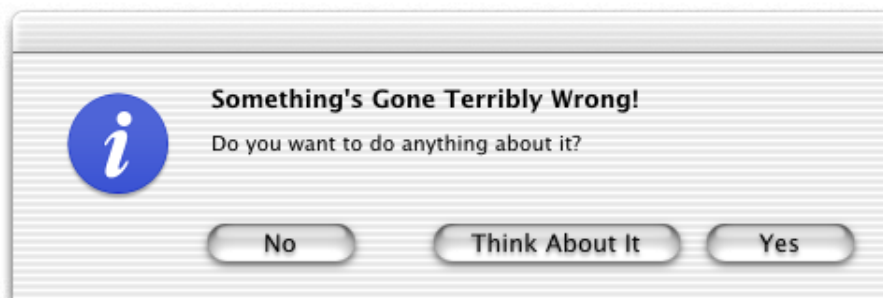 Something's Gone Terribly Wrong!
Do you want to do anything about it?
No Think About It Yes